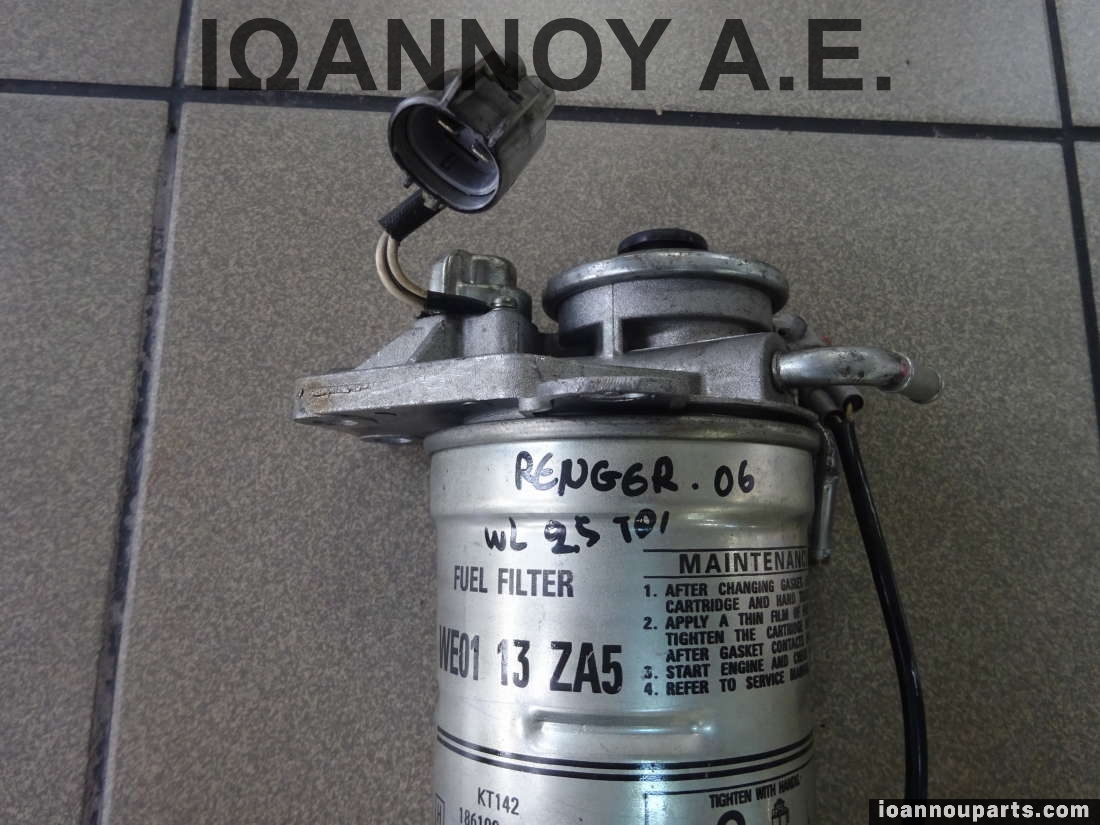 ΙΩΑΝΝΟΥ Α.Ε.
RENGER. 06
WL 25 TDI
FUEL FILTER
WE01 13 ZA5
MAINTENANC
1. AFTER CHANGING GASKET
CARTRIDGE AND HAND
2. APPLY A THIN FILM OF
TIGHTEN THE CARTRIDGE
AFTER GASKET CONTACTS
3. START ENGINE AND
4. REFER TO SERVICE
KT142
TIGHTEN WITH HANDS
ioannouparts.com